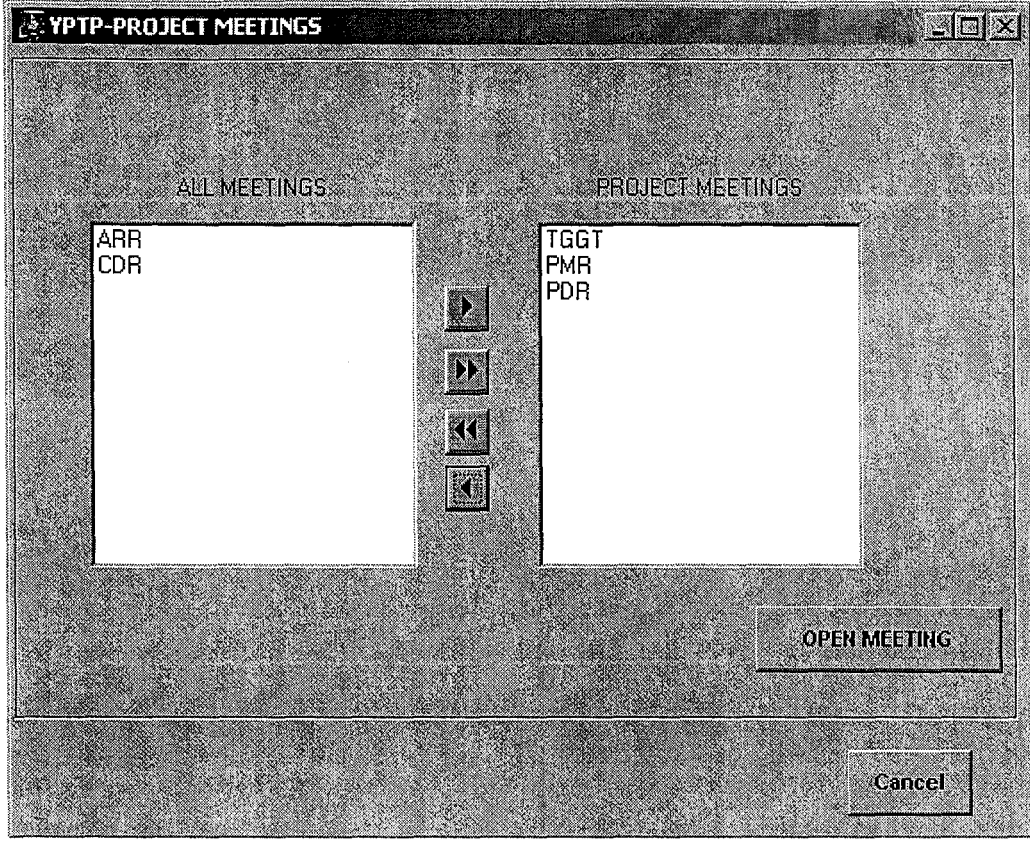 YPTP-PROJECT MEETINGS
ALL MEETINGS
PROJECT MEETINGS
ARR
CDR
TGGT
PMR
PDR
OPEN MEETING
Cancel